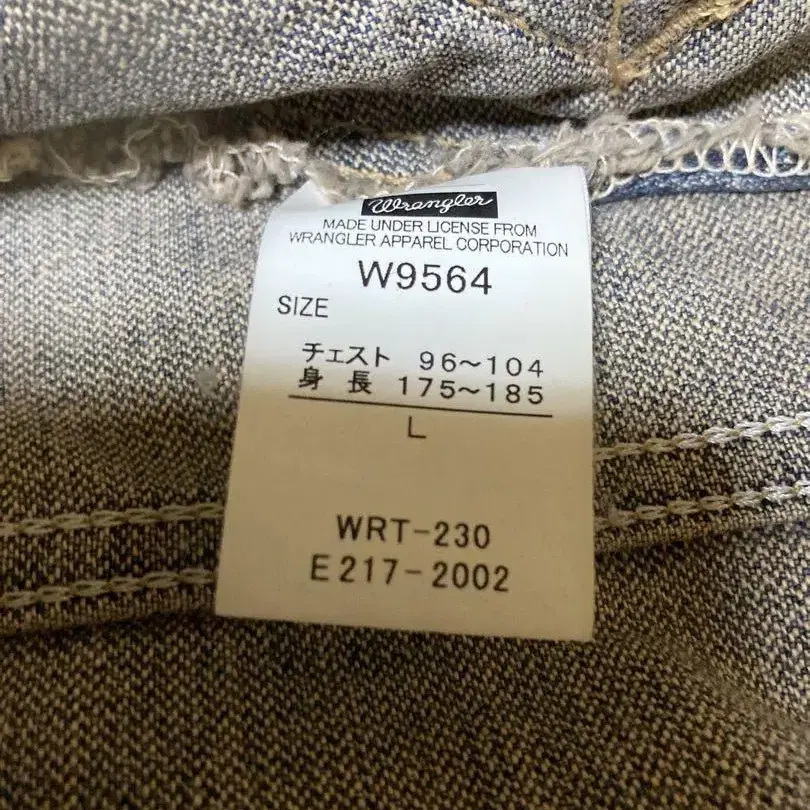 Wrangler
MADE UNDER LICENSE FROM
WRANGLER APPAREL CORPORATION
W9564
SIZE
チェスト 96～104
身長 175～185
L
WRT-230
E217-2002